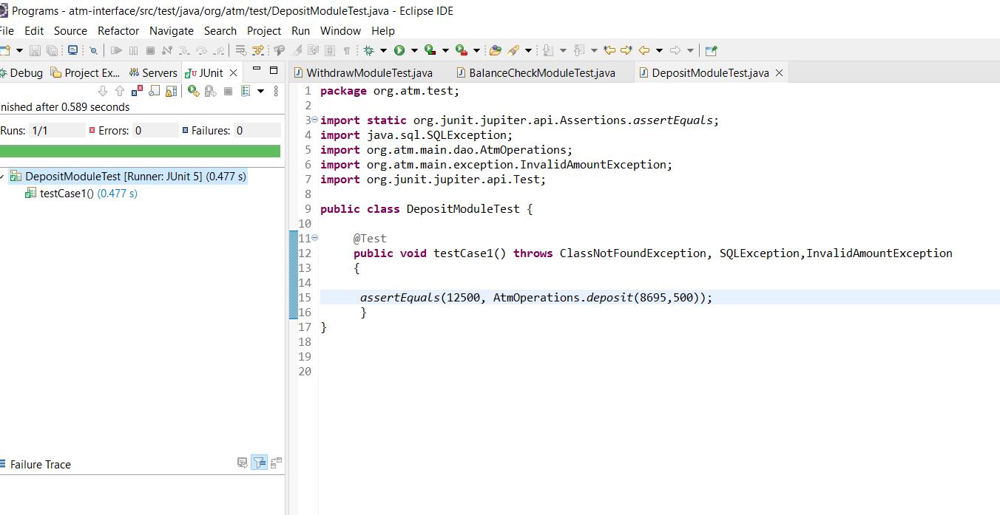 Programs - atm-interface/src/test/java/org/atm/test/DepositModuleTest.java - Eclipse IDE
File Edit Source Refactor Navigate Search Project Run Window Help
Debug Project Ex... Servers JUnit
WithdrawModuleTest.java BalanceCheckModuleTest.java DepositModuleTest.java
nished after 0.589 seconds
Runs: 1/1 Errors: 0 Failures: 0
DepositModuleTest [Runner: JUnit 5] (0.477 s)
testCase1() (0.477 s)
Failure Trace
1 package org.atm.test;
2
3 import static org.junit.jupiter.api.Assertions.assertEquals;
4 import java.sql.SQLException;
5 import org.atm.main.dao.AtmOperations;
6 import org.atm.main.exception.InvalidAmountException;
7 import org.junit.jupiter.api.Test;
8
9 public class DepositModuleTest {
10
11 @Test
12 public void testCase1() throws ClassNotFoundException, SQLException,InvalidAmountException
13 {
14
15 assertEquals(12500, AtmOperations.deposit(8695,500));
16 }
17 }
18
19
20